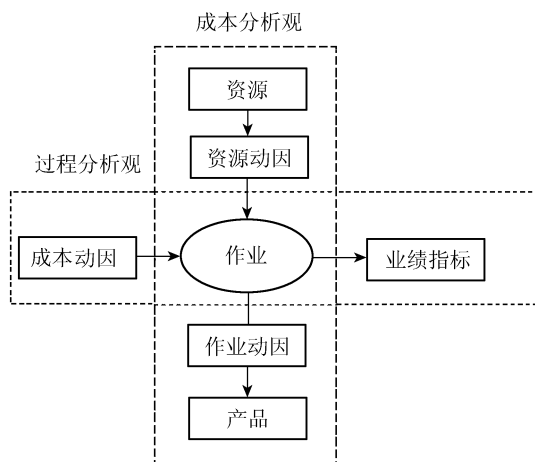 成本分析观
资源
资源动因
过程分析观
成本动因
作业
业绩指标
作业动因
产品